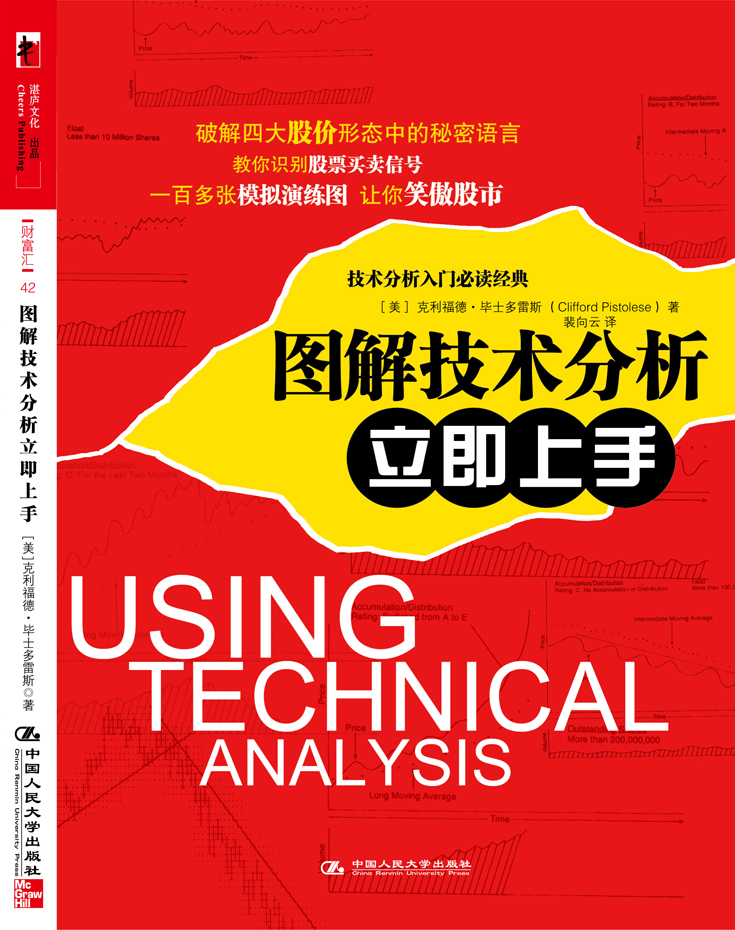 湛庐文化 出品
Cheers Publishing
财富汇
42
图解技术分析立即上手
[美]克利福德·毕士多雷斯◎著
中国人民大学出版社
China Renmin University Press
Mc
Graw
Hill
Price
Time
Volume
Float
Less than 10 Million Shares
Accumulation/Distribution
Rating: B. For Two Months
Intermediate Moving A
Price
Price
Volume
破解四大股价形态中的秘密语言
教你识别股票买卖信号
一百多张模拟演练图 让你笑傲股市
技术分析入门必读经典
［美］克利福德·毕士多雷斯（Clifford Pistolese）著
裴向云 译
图解技术分析
立即上手
mulation/Distribution
g: C. For the Last Two Months
USING
TECHNICAL
ANALYSIS
Accumulation/Distribution
Rating: Switched from A to E
Accumulation/Distribution
Rating: C. No Accumulation or Distribution
Float
More than 100,0
Intermediate Moving Average
Price
Price
Price
Time
Volume
Outstanding
More than 200,000,000
Long Moving Average
Time
Volume
中国人民大学出版社
China Renmin University Press